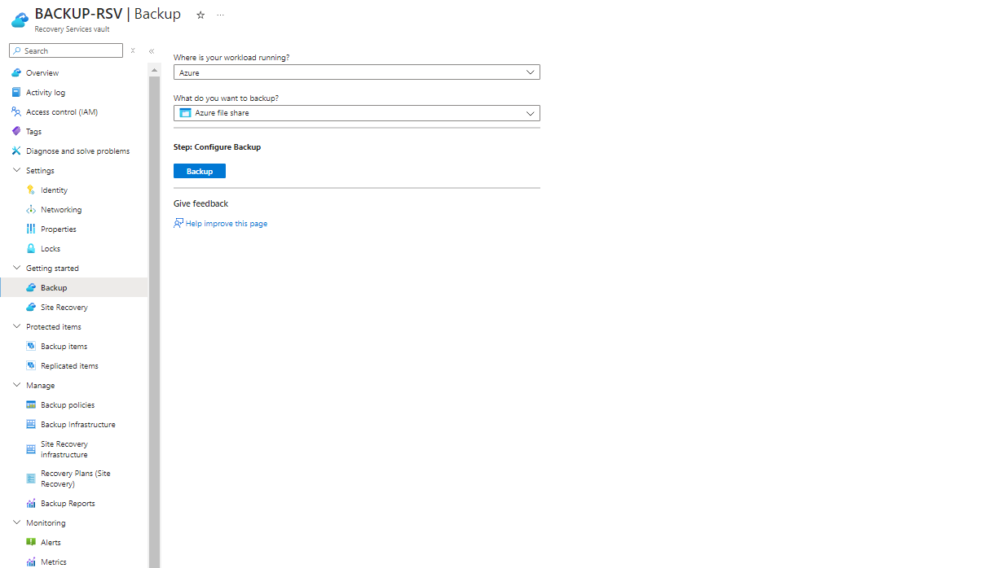 BACKUP-RSV | Backup
Recovery Services vault
Search
Overview
Activity log
Access control (IAM)
Tags
Diagnose and solve problems
Settings
Identity
Networking
Properties
Locks
Getting started
Backup
Site Recovery
Protected items
Backup items
Replicated items
Manage
Backup policies
Backup Infrastructure
Site Recovery
infrastructure
Recovery Plans (Site
Recovery)
Backup Reports
Monitoring
Alerts
Metrics
Where is your workload running?
Azure
What do you want to backup?
Azure file share
Step: Configure Backup
Backup
Give feedback
Help improve this page